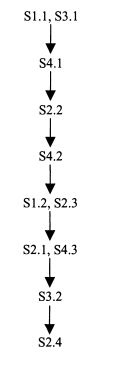 S1.1, S3.1
S4.1
S2.2
S4.2
S1.2, S2.3
S2.1, S4.3
S3.2
S2.4